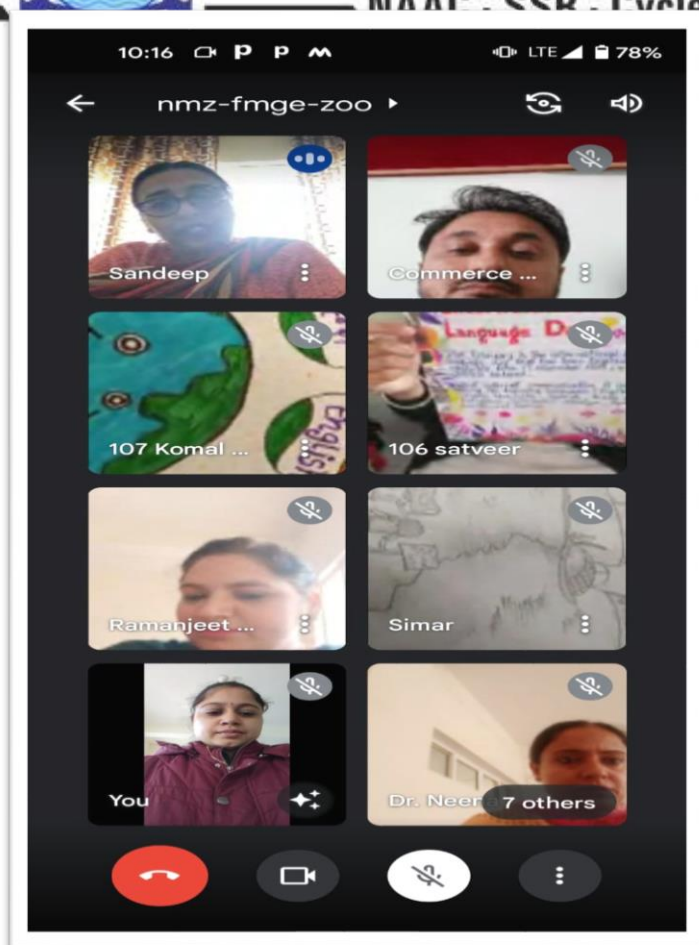 NAAC - SSR - Cycle
10:16 P P LTE 78%
nmz-fmge-zoo
Sandeep
Commerce ...
107 Komal ...
English
Language D
106 satveer
Ramanjeet ...
Simar
You
Dr. Neer
7 others